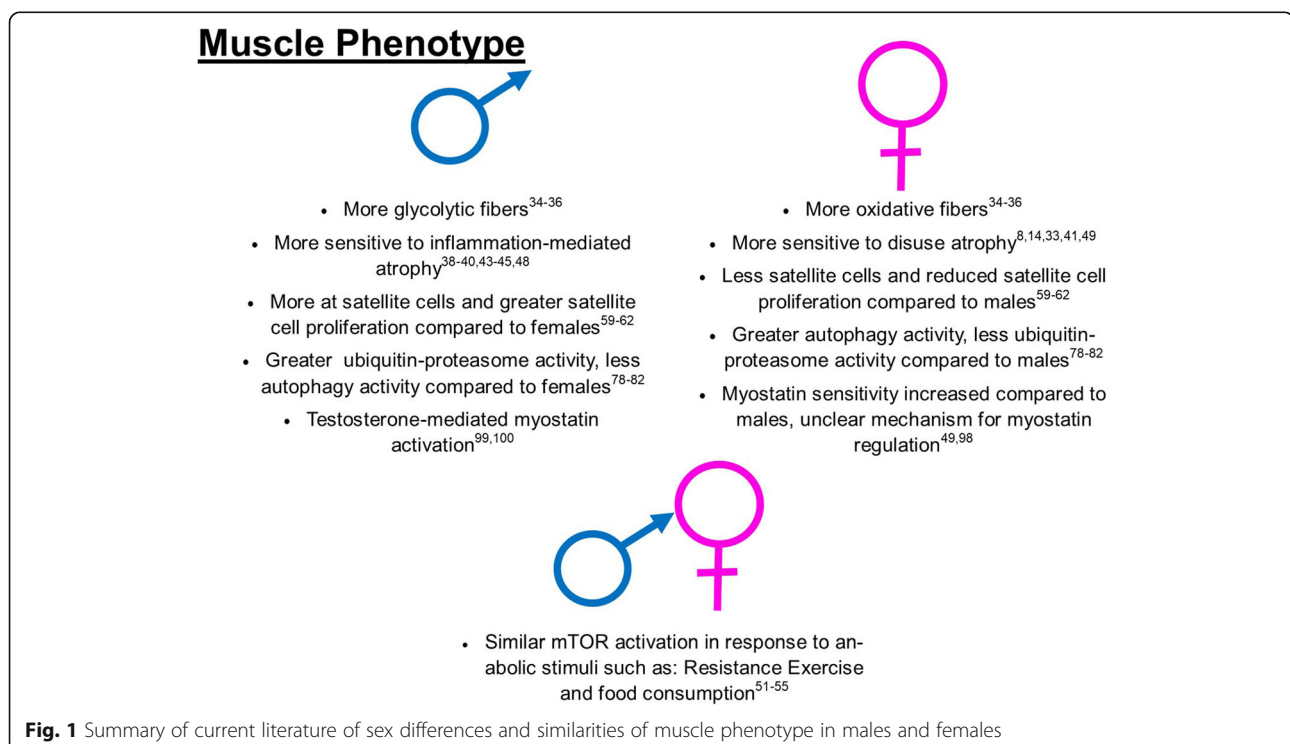 Muscle Phenotype
• More glycolytic fibers34-36
• More sensitive to inflammation-mediated
atrophy38-40,43-45,48
• More at satellite cells and greater satellite
cell proliferation compared to females59-62
• Greater ubiquitin-proteasome activity, less
autophagy activity compared to females78-82
• Testosterone-mediated myostatin
activation99,100
• More oxidative fibers34-36
• More sensitive to disuse atrophy8,14,33,41,49
• Less satellite cells and reduced satellite cell
proliferation compared to males59-62
• Greater autophagy activity, less ubiquitin-
proteasome activity compared to males78-82
• Myostatin sensitivity increased compared to
males, unclear mechanism for myostatin
regulation49,98
• Similar mTOR activation in response to an-
abolic stimuli such as: Resistance Exercise
and food consumption51-55
Fig. 1 Summary of current literature of sex differences and similarities of muscle phenotype in males and females